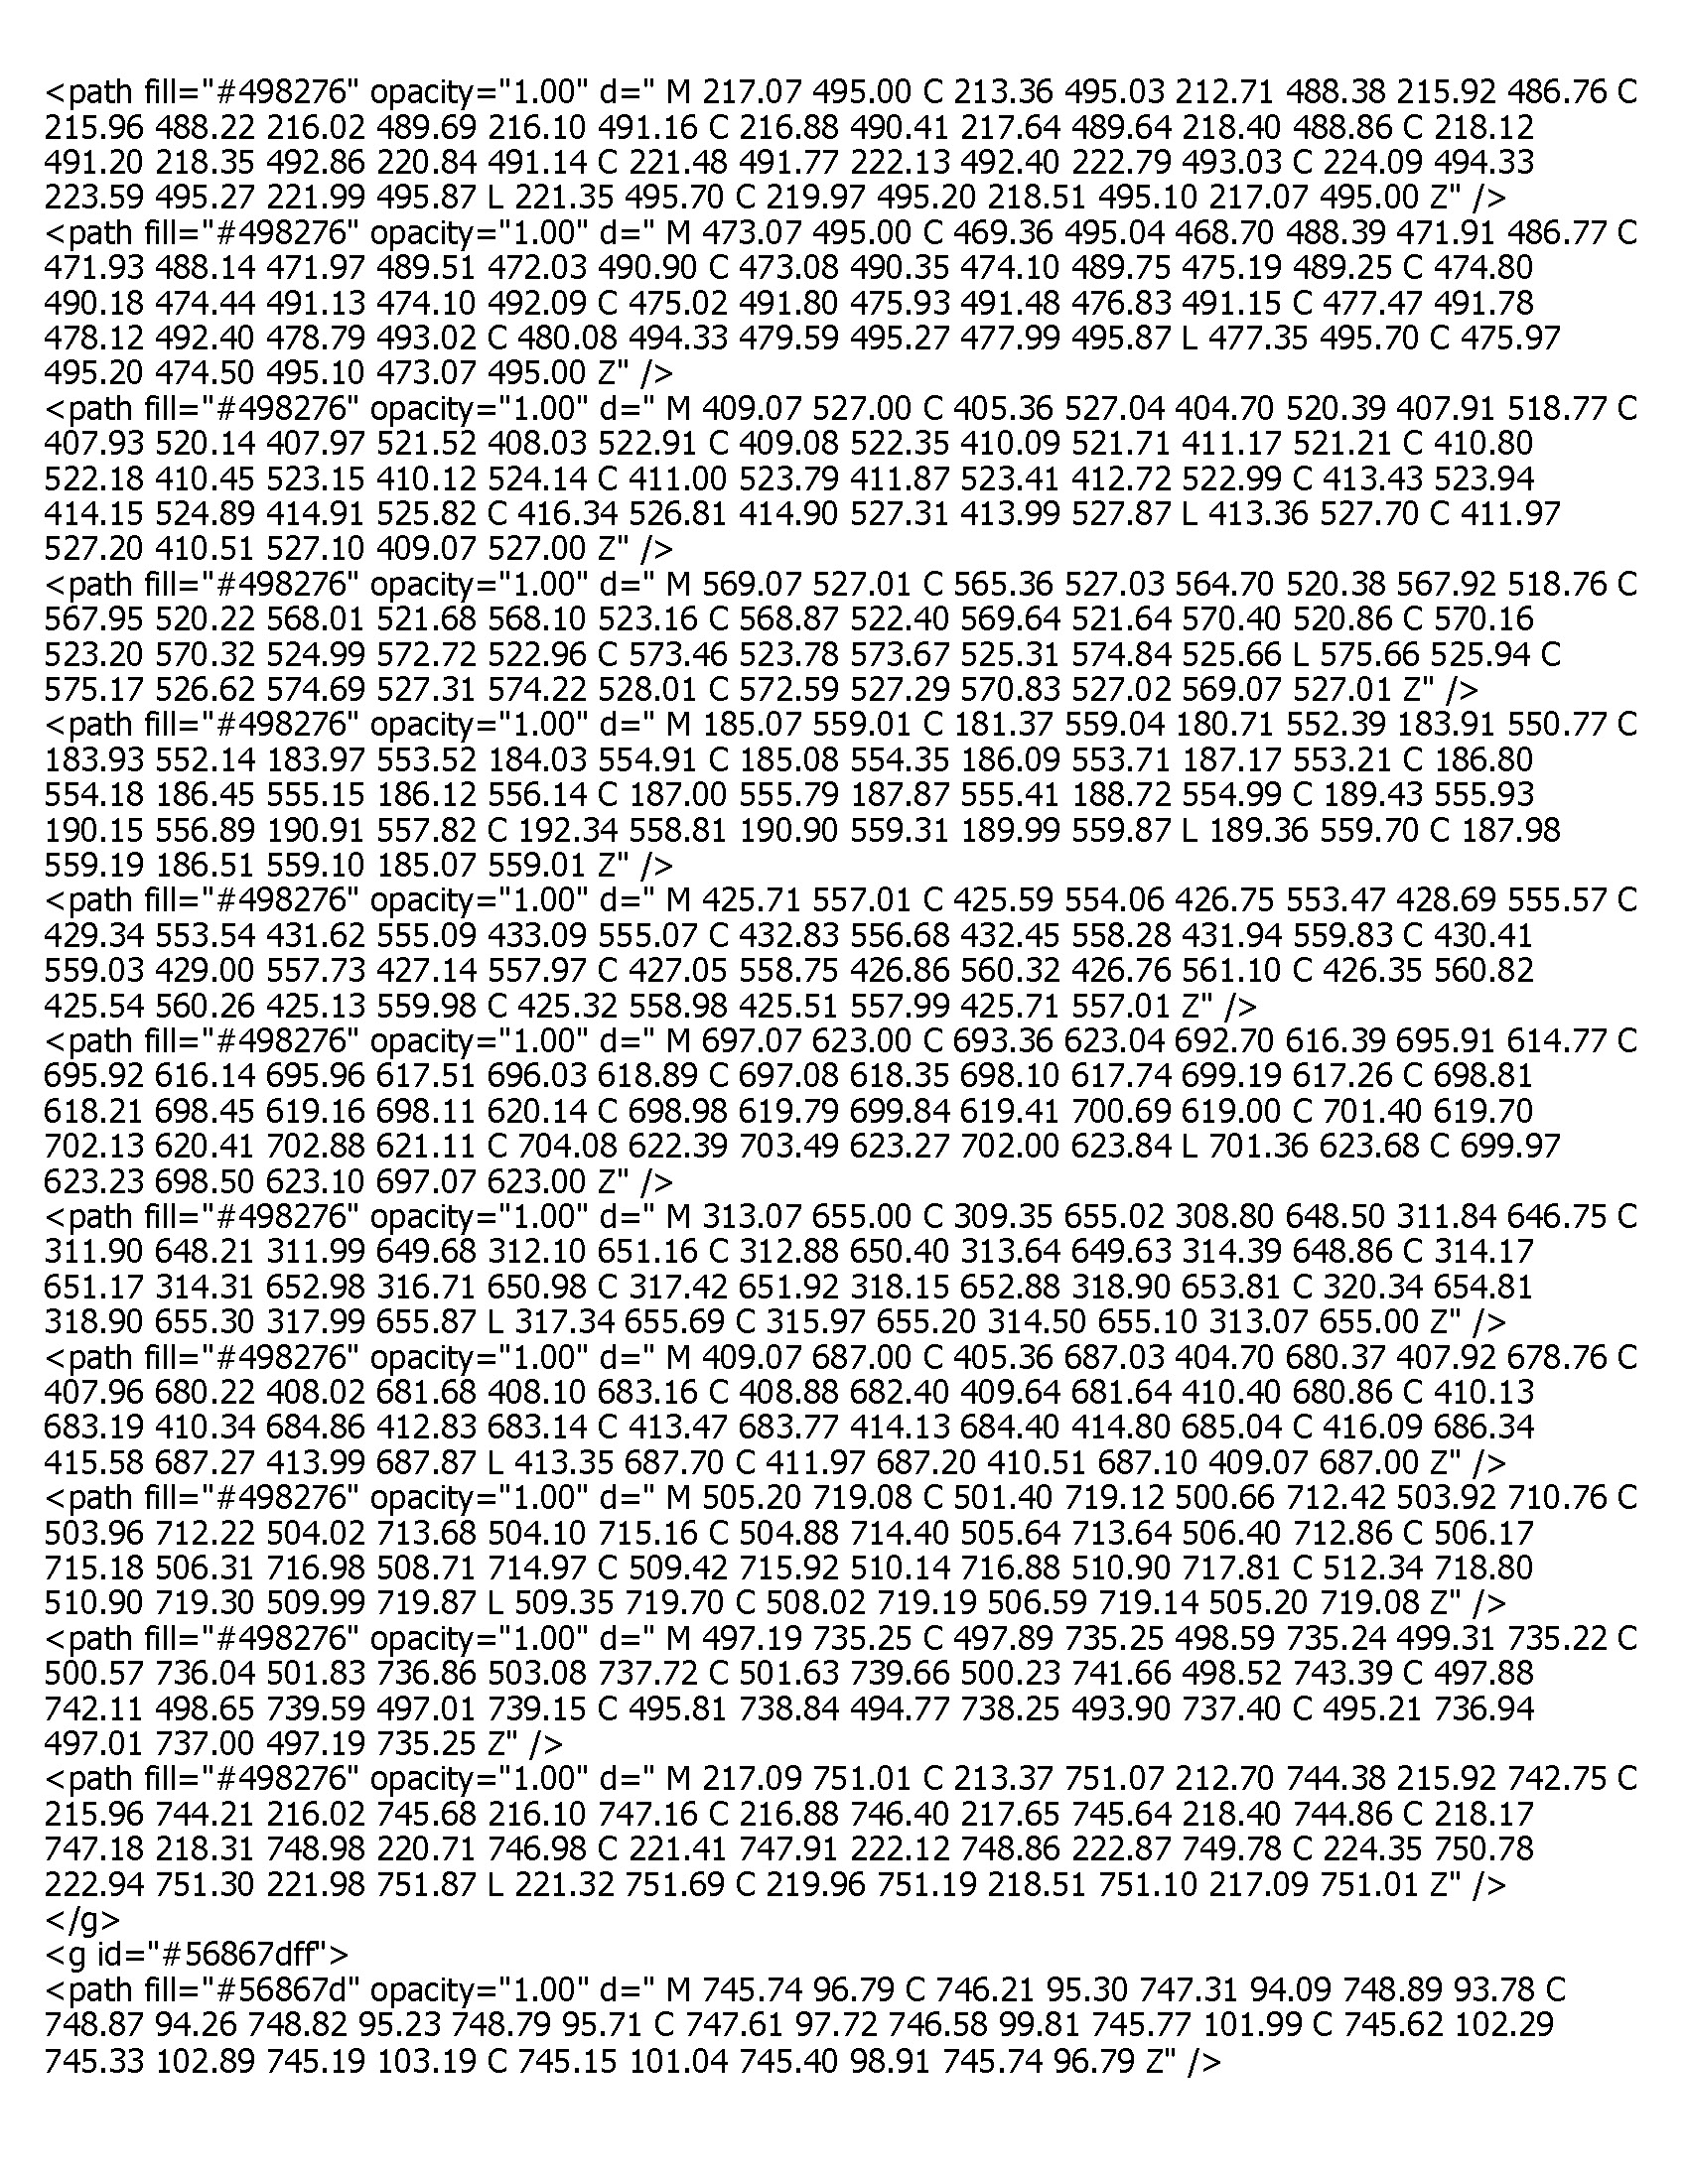 <path fill="#498276" opacity="1.00" d=" M 217.07 495.00 C 213.36 495.03 212.71 488.38 215.92 486.76 C
215.96 488.22 216.02 489.69 216.10 491.16 C 216.88 490.41 217.64 489.64 218.40 488.86 C 218.12
491.20 218.35 492.86 220.84 491.14 C 221.48 491.77 222.13 492.40 222.79 493.03 C 224.09 494.33
223.59 495.27 221.99 495.87 L 221.35 495.70 C 219.97 495.20 218.51 495.10 217.07 495.00 Z" />
<path fill="#498276" opacity="1.00" d=" M 473.07 495.00 C 469.36 495.04 468.70 488.39 471.91 486.77 C
471.93 488.14 471.97 489.51 472.03 490.90 C 473.08 490.35 474.10 489.75 475.19 489.25 C 474.80
490.18 474.44 491.13 474.10 492.09 C 475.02 491.80 475.93 491.48 476.83 491.15 C 477.47 491.78
478.12 492.40 478.79 493.02 C 480.08 494.33 479.59 495.27 477.99 495.87 L 477.35 495.70 C 475.97
495.20 474.50 495.10 473.07 495.00 Z" />
<path fill="#498276" opacity="1.00" d=" M 409.07 527.00 C 405.36 527.04 404.70 520.39 407.91 518.77 C
407.93 520.14 407.97 521.52 408.03 522.91 C 409.08 522.35 410.09 521.71 411.17 521.21 C 410.80
522.18 410.45 523.15 410.12 524.14 C 411.00 523.79 411.87 523.41 412.72 522.99 C 413.43 523.94
414.15 524.89 414.91 525.82 C 416.34 526.81 414.90 527.31 413.99 527.87 L 413.36 527.70 C 411.97
527.20 410.51 527.10 409.07 527.00 Z" />
<path fill="#498276" opacity="1.00" d=" M 569.07 527.01 C 565.36 527.03 564.70 520.38 567.92 518.76 C
567.95 520.22 568.01 521.68 568.10 523.16 C 568.87 522.40 569.64 521.64 570.40 520.86 C 570.16
523.20 570.32 524.99 572.72 522.96 C 573.46 523.78 573.67 525.31 574.84 525.66 L 575.66 525.94 C
575.17 526.62 574.69 527.31 574.22 528.01 C 572.59 527.29 570.83 527.02 569.07 527.01 Z" />
<path fill="#498276" opacity="1.00" d=" M 185.07 559.01 C 181.37 559.04 180.71 552.39 183.91 550.77 C
183.93 552.14 183.97 553.52 184.03 554.91 C 185.08 554.35 186.09 553.71 187.17 553.21 C 186.80
554.18 186.45 555.15 186.12 556.14 C 187.00 555.79 187.87 555.41 188.72 554.99 C 189.43 555.93
190.15 556.89 190.91 557.82 C 192.34 558.81 190.90 559.31 189.99 559.87 L 189.36 559.70 C 187.98
559.19 186.51 559.10 185.07 559.01 Z" />
<path fill="#498276" opacity="1.00" d=" M 425.71 557.01 C 425.59 554.06 426.75 553.47 428.69 555.57 C
429.34 553.54 431.62 555.09 433.09 555.07 C 432.83 556.68 432.45 558.28 431.94 559.83 C 430.41
559.03 429.00 557.73 427.14 557.97 C 427.05 558.75 426.86 560.32 426.76 561.10 C 426.35 560.82
425.54 560.26 425.13 559.98 C 425.32 558.98 425.51 557.99 425.71 557.01 Z" />
<path fill="#498276" opacity="1.00" d=" M 697.07 623.00 C 693.36 623.04 692.70 616.39 695.91 614.77 C
695.92 616.14 695.96 617.51 696.03 618.89 C 697.08 618.35 698.10 617.74 699.19 617.26 C 698.81
618.21 698.45 619.16 698.11 620.14 C 698.98 619.79 699.84 619.41 700.69 619.00 C 701.40 619.70
702.13 620.41 702.88 621.11 C 704.08 622.39 703.49 623.27 702.00 623.84 L 701.36 623.68 C 699.97
623.23 698.50 623.10 697.07 623.00 Z" />
<path fill="#498276" opacity="1.00" d=" M 313.07 655.00 C 309.35 655.02 308.80 648.50 311.84 646.75 C
311.90 648.21 311.99 649.68 312.10 651.16 C 312.88 650.40 313.64 649.63 314.39 648.86 C 314.17
651.17 314.31 652.98 316.71 650.98 C 317.42 651.92 318.15 652.88 318.90 653.81 C 320.34 654.81
318.90 655.30 317.99 655.87 L 317.34 655.69 C 315.97 655.20 314.50 655.10 313.07 655.00 Z" />
<path fill="#498276" opacity="1.00" d=" M 409.07 687.00 C 405.36 687.03 404.70 680.37 407.92 678.76 C
407.96 680.22 408.02 681.68 408.10 683.16 C 408.88 682.40 409.64 681.64 410.40 680.86 C 410.13
683.19 410.34 684.86 412.83 683.14 C 413.47 683.77 414.13 684.40 414.80 685.04 C 416.09 686.34
415.58 687.27 413.99 687.87 L 413.35 687.70 C 411.97 687.20 410.51 687.10 409.07 687.00 Z" />
<path fill="#498276" opacity="1.00" d=" M 505.20 719.08 C 501.40 719.12 500.66 712.42 503.92 710.76 C
503.96 712.22 504.02 713.68 504.10 715.16 C 504.88 714.40 505.64 713.64 506.40 712.86 C 506.17
715.18 506.31 716.98 508.71 714.97 C 509.42 715.92 510.14 716.88 510.90 717.81 C 512.34 718.80
510.90 719.30 509.99 719.87 L 509.35 719.70 C 508.02 719.19 506.59 719.14 505.20 719.08 Z" />
<path fill="#498276" opacity="1.00" d=" M 497.19 735.25 C 497.89 735.25 498.59 735.24 499.31 735.22 C
500.57 736.04 501.83 736.86 503.08 737.72 C 501.63 739.66 500.23 741.66 498.52 743.39 C 497.88
742.11 498.65 739.59 497.01 739.15 C 495.81 738.84 494.77 738.25 493.90 737.40 C 495.21 736.94
497.01 737.00 497.19 735.25 Z" />
<path fill="#498276" opacity="1.00" d=" M 217.09 751.01 C 213.37 751.07 212.70 744.38 215.92 742.75 C
215.96 744.21 216.02 745.68 216.10 747.16 C 216.88 746.40 217.65 745.64 218.40 744.86 C 218.17
747.18 218.31 748.98 220.71 746.98 C 221.41 747.91 222.12 748.86 222.87 749.78 C 224.35 750.78
222.94 751.30 221.98 751.87 L 221.32 751.69 C 219.96 751.19 218.51 751.10 217.09 751.01 Z" />
</g>
<g id="#56867dff">
<path fill="#56867d" opacity="1.00" d=" M 745.74 96.79 C 746.21 95.30 747.31 94.09 748.89 93.78 C
748.87 94.26 748.82 95.23 748.79 95.71 C 747.61 97.72 746.58 99.81 745.77 101.99 C 745.62 102.29
745.33 102.89 745.19 103.19 C 745.15 101.04 745.40 98.91 745.74 96.79 Z" />